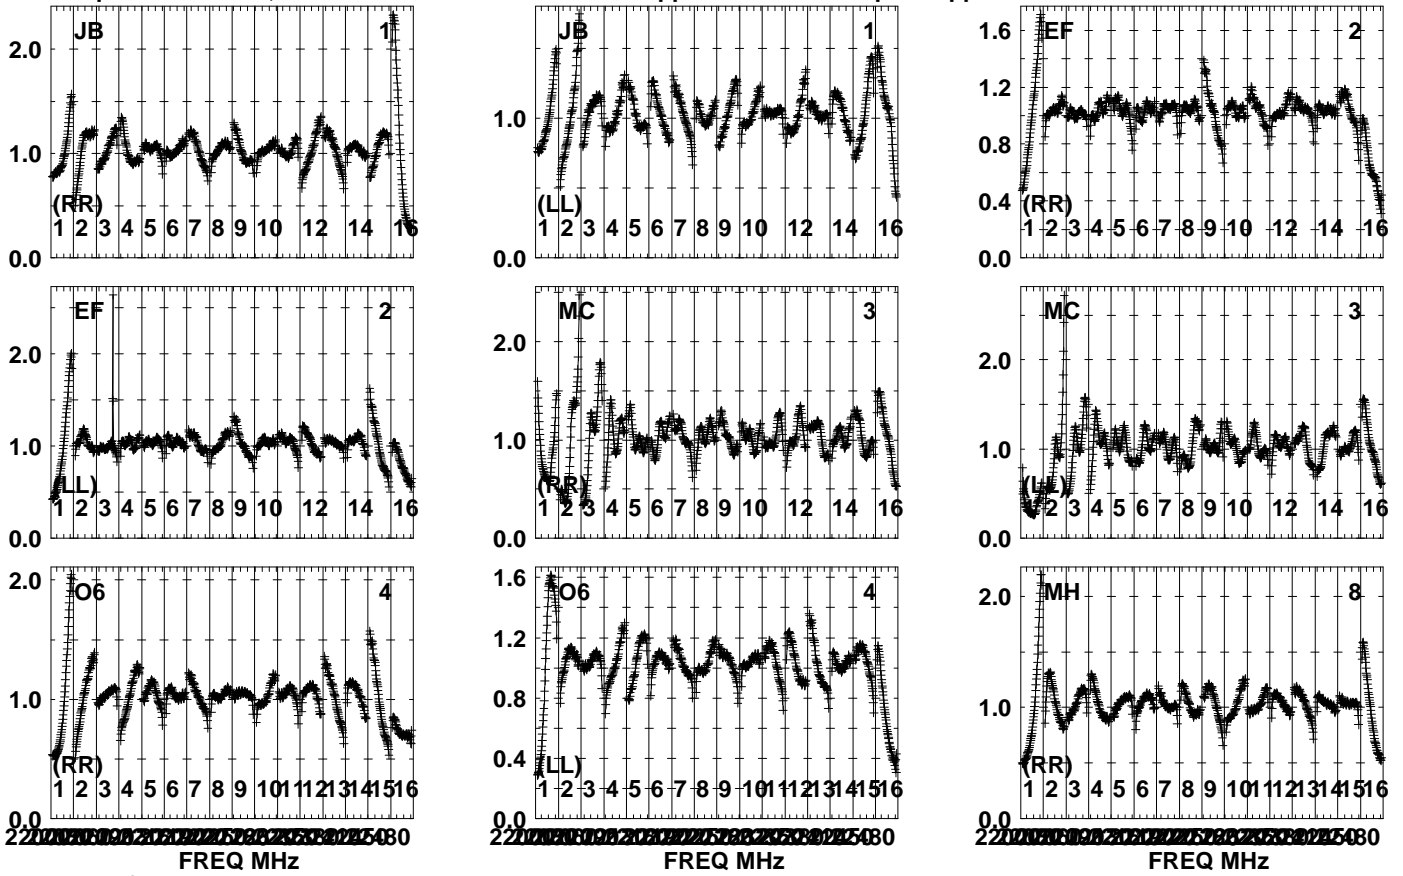 JB 1
2.0
1.0
(RR)
1 2 3 4 5 6 7 8 9 10 12 14 16
0.0
JB 1
1.0
(LL)
1 2 3 4 5 6 7 8 9 10 12 14 16
0.0
EF 2
1.6
1.2
0.8
0.4
(RR)
1 2 3 4 5 6 7 8 9 10 12 14 16
0.0
EF 2
2.0
1.0
(LL)
1 2 3 4 5 6 7 8 9 10 12 14 16
0.0
MC 3
2.0
1.0
(RR)
1 2 3 4 5 6 7 8 9 10 12 14 16
0.0
MC 3
2.0
1.0
(LL)
1 2 3 4 5 6 7 8 9 10 12 14 16
0.0
O6 4
2.0
1.0
(RR)
1 2 3 4 5 6 7 8 9 10 11 12 13 14 15 16
0.0
FREQ MHz
O6 4
1.6
1.2
0.8
0.4
(LL)
1 2 3 4 5 6 7 8 9 10 11 12 13 14 15 16
0.0
FREQ MHz
MH 8
2.0
1.0
(RR)
1 2 3 4 5 6 7 8 9 10 11 12 13 14 15 16
0.0
FREQ MHz